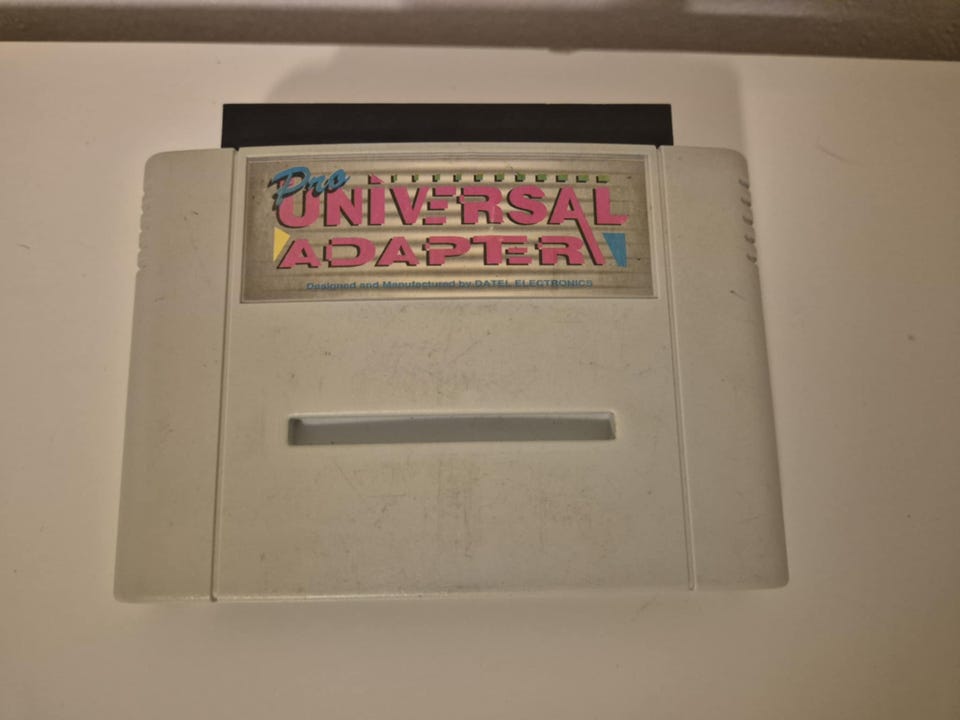 Pro
UNIVERSAL
ADAPTER
Designed and Manufactured by DATEL ELECTRONICS